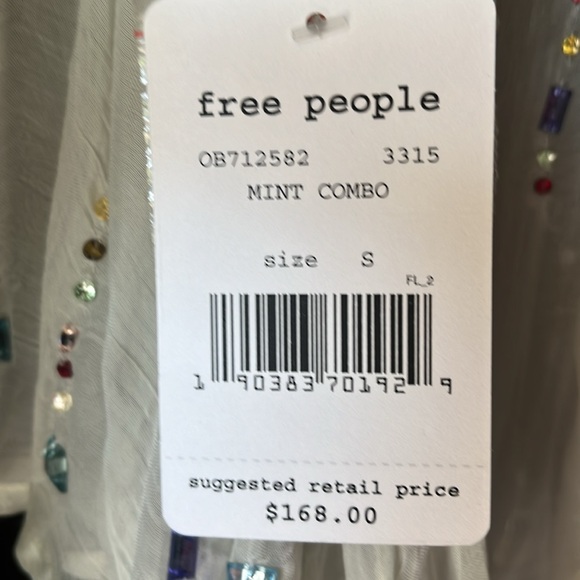 free people
OB712582 3315
MINT COMBO
size S
FL_2
1 90383 70192 9
suggested retail price
$168.00